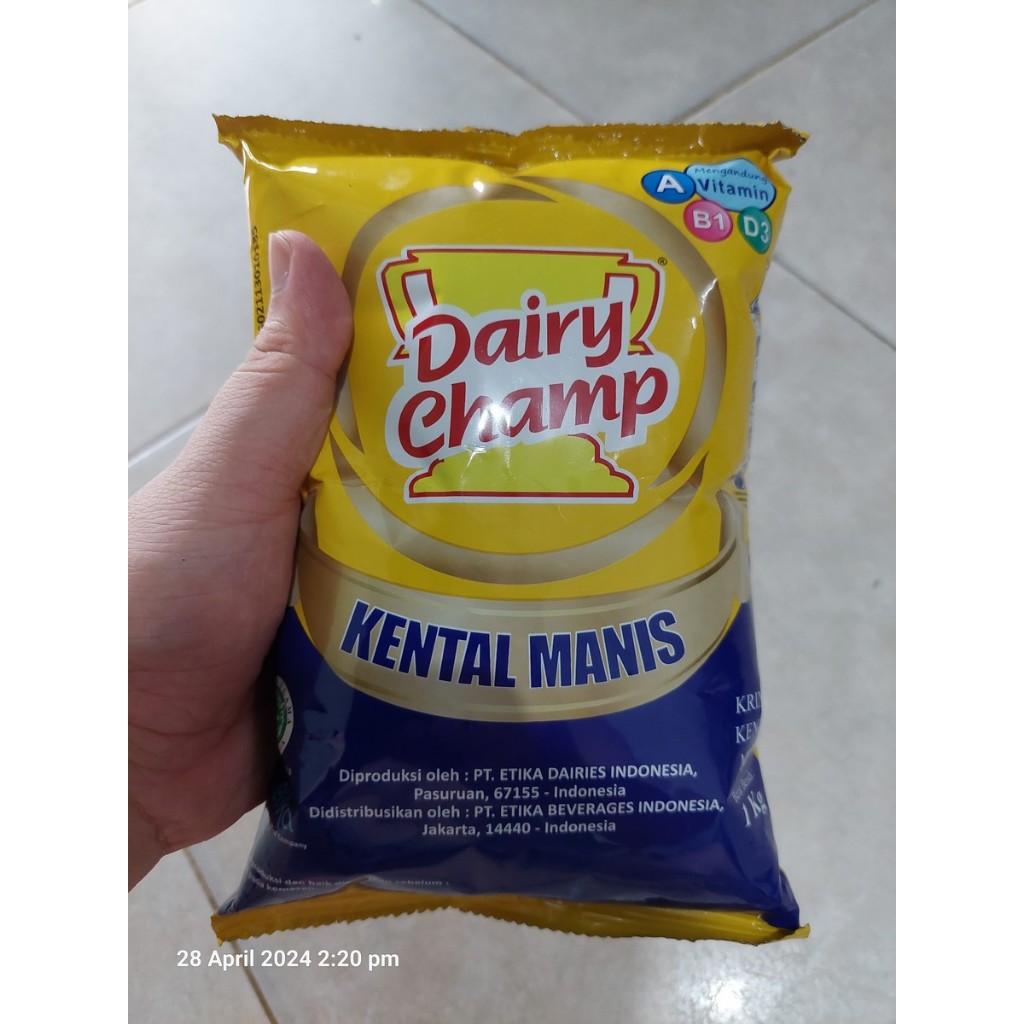 Mengandung
A Vitamin
B1 D3
Dairy
Champ
®
KENTAL MANIS
Diproduksi oleh : PT. ETIKA DAIRIES INDONESIA,
Pasuruan, 67155 - Indonesia
Didistribusikan oleh : PT. ETIKA BEVERAGES INDONESIA,
Jakarta, 14440 - Indonesia
1 Kg
28 April 2024 2:20 pm